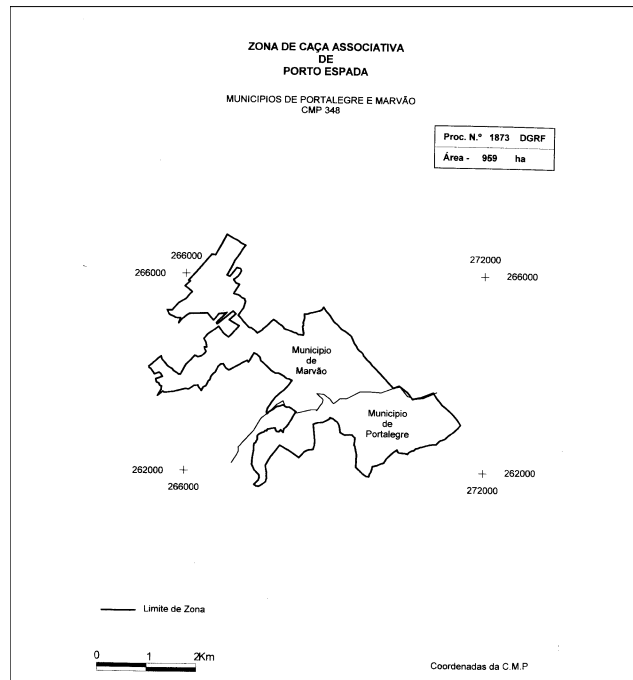 ZONA DE CAÇA ASSOCIATIVA
DE
PORTO ESPADA
MUNICIPIOS DE PORTALEGRE E MARVÃO
CMP 348
Proc. N.º 1873 DGRF
Área - 959 ha
266000
266000
272000
266000
Municipio
de
Marvão
Municipio
de
Portalegre
262000
266000
262000
272000
Limite de Zona
0 1 2Km
Coordenadas da C.M.P